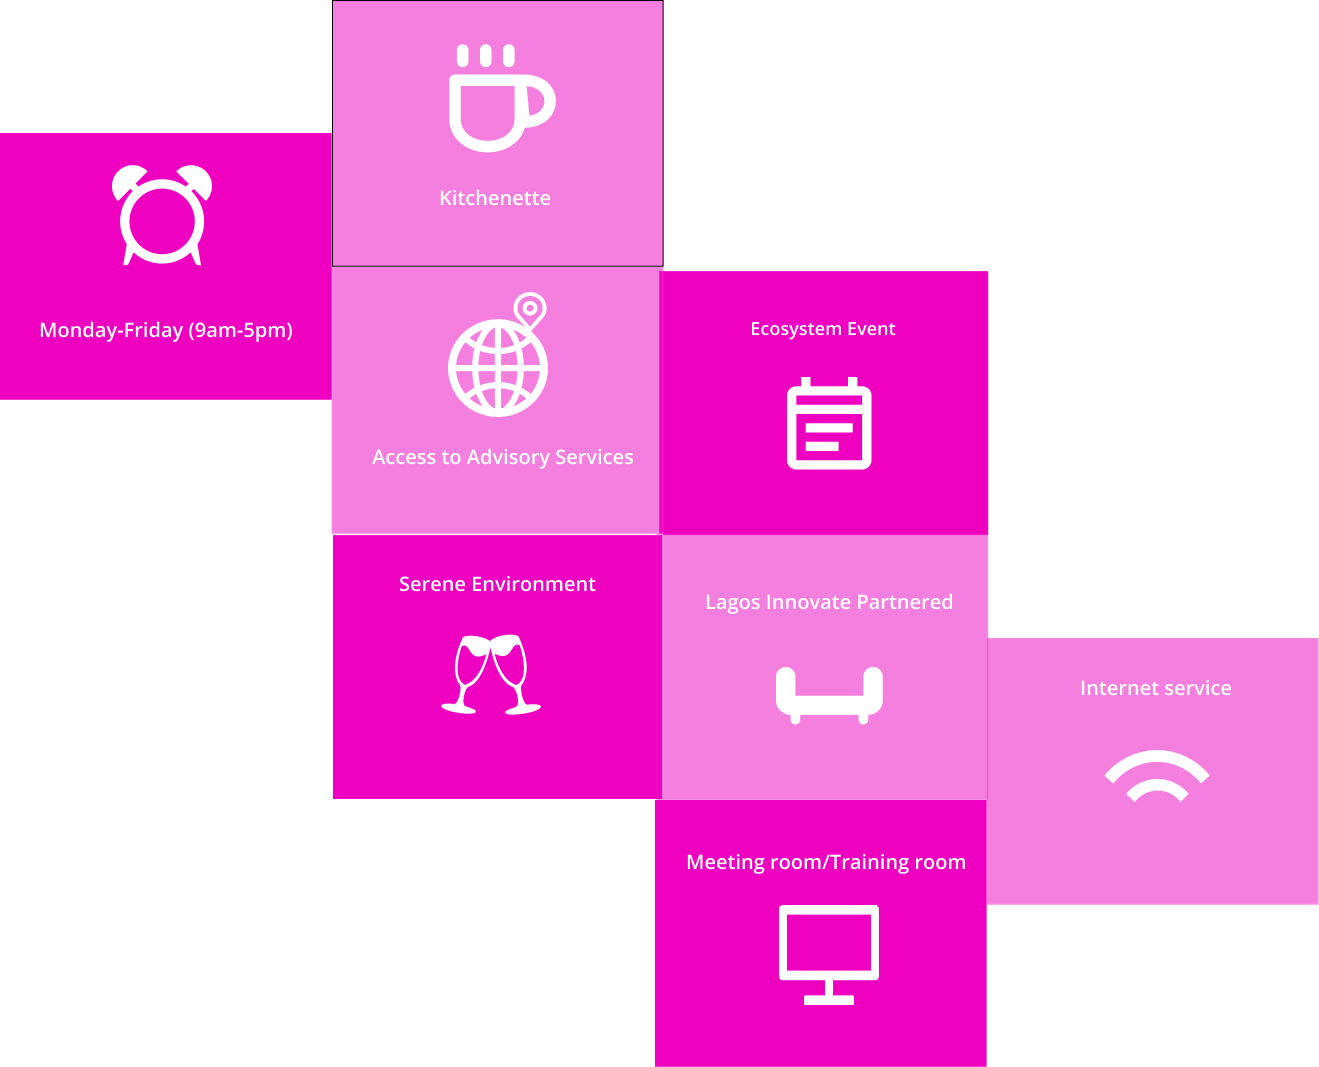 Kitchenette
Monday-Friday (9am-5pm)
Access to Advisory Services
Ecosystem Event
Serene Environment
Lagos Innovate Partnered
Internet service
Meeting room/Training room